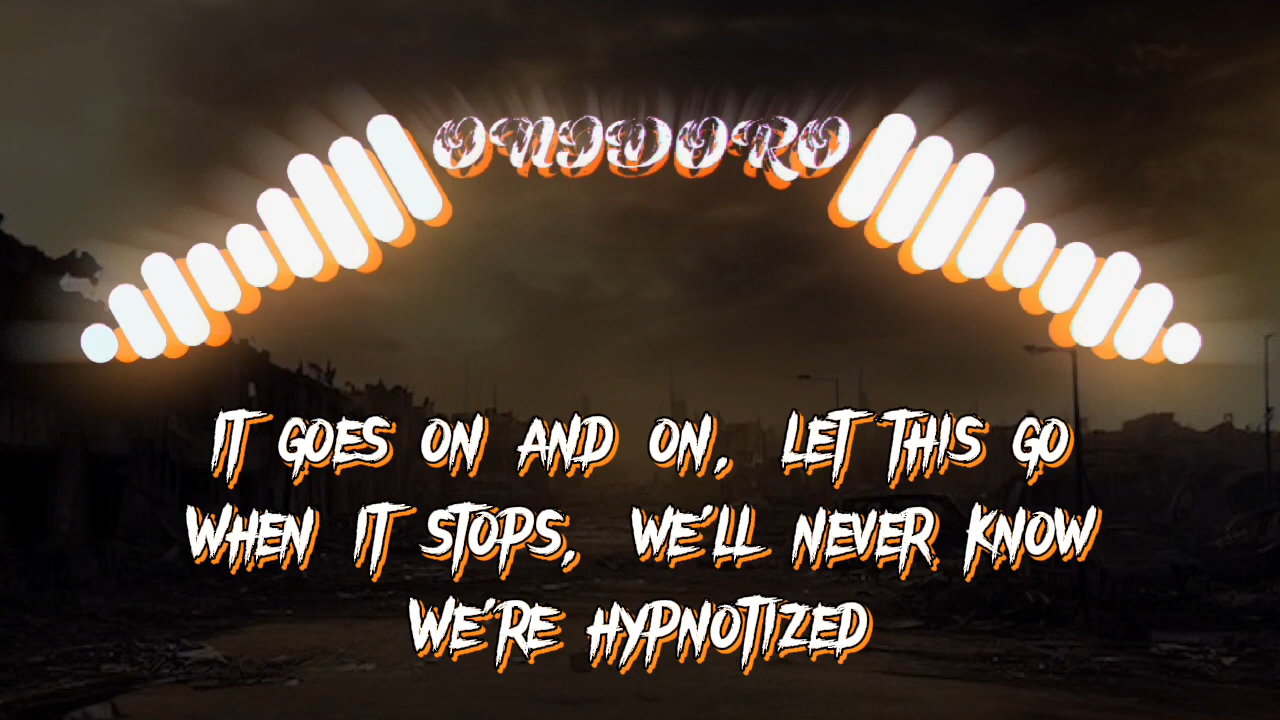 ONIDORO
IT GOES ON AND ON, LET THIS GO
WHEN IT STOPS, WE'LL NEVER KNOW
WE'RE HYPNOTIZED